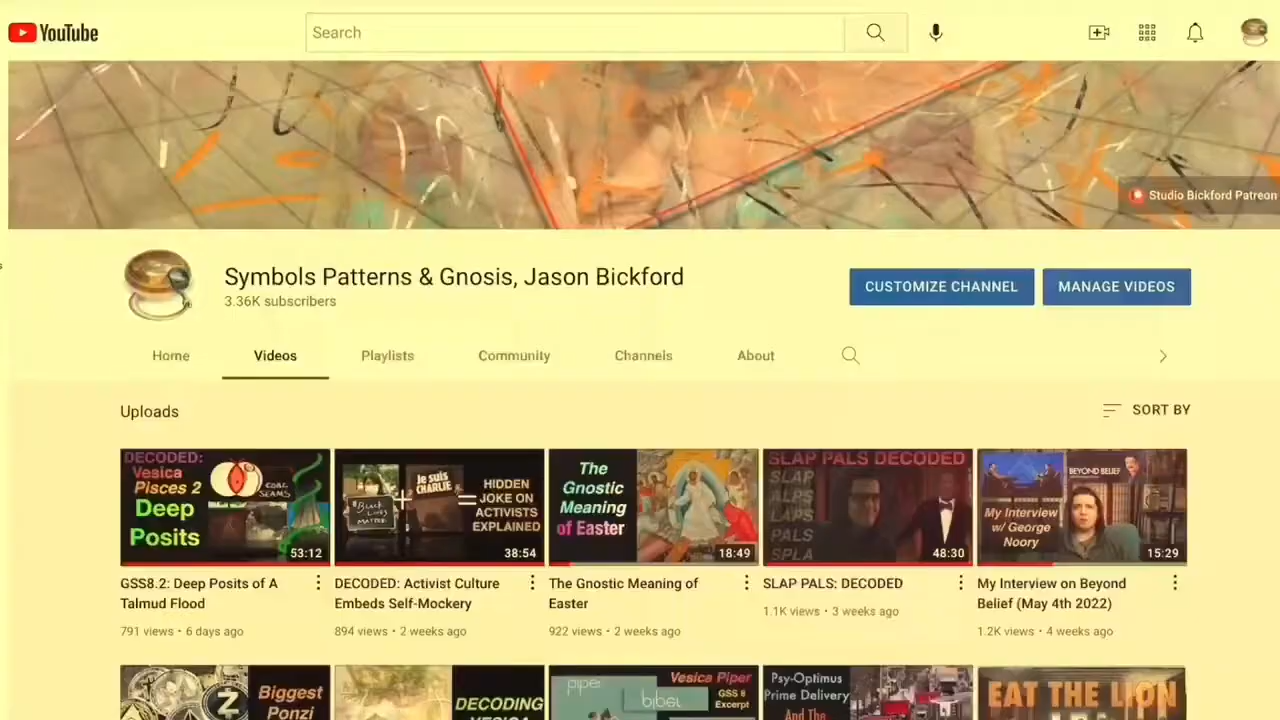 YouTube
Search
Studio Bickford Patreon
Symbols Patterns & Gnosis, Jason Bickford
3.36K subscribers
CUSTOMIZE CHANNEL
MANAGE VIDEOS
Home
Videos
Playlists
Community
Channels
About
Uploads
SORT BY
DECODED:
Vesica
Pisces 2
Deep
Posits
COAL
SEAMS
53:12
"Black
Lives
MATTER
Je suis
CHARLIE
HIDDEN
JOKE ON
ACTIVISTS
EXPLAINED
38:54
The
Gnostic
Meaning
of Easter
18:49
SLAP PALS DECODED
SLAP
ALPS
LAPS
PALS
SPLA
48:30
BEYOND BELIEF
My Interview
w/ George
Noory
15:29
GSS8.2: Deep Posits of A
Talmud Flood
791 views • 6 days ago
DECODED: Activist Culture
Embeds Self-Mockery
894 views • 2 weeks ago
The Gnostic Meaning of
Easter
922 views • 2 weeks ago
SLAP PALS: DECODED
1.1K views • 3 weeks ago
My Interview on Beyond
Belief (May 4th 2022)
1.2K views • 4 weeks ago
Biggest
Ponzi
DECODING
piper
bibel
Vesica Piper
GSS 8
Excerpt
Psy-Optimus
Prime Delivery
And The
EAT THE LION